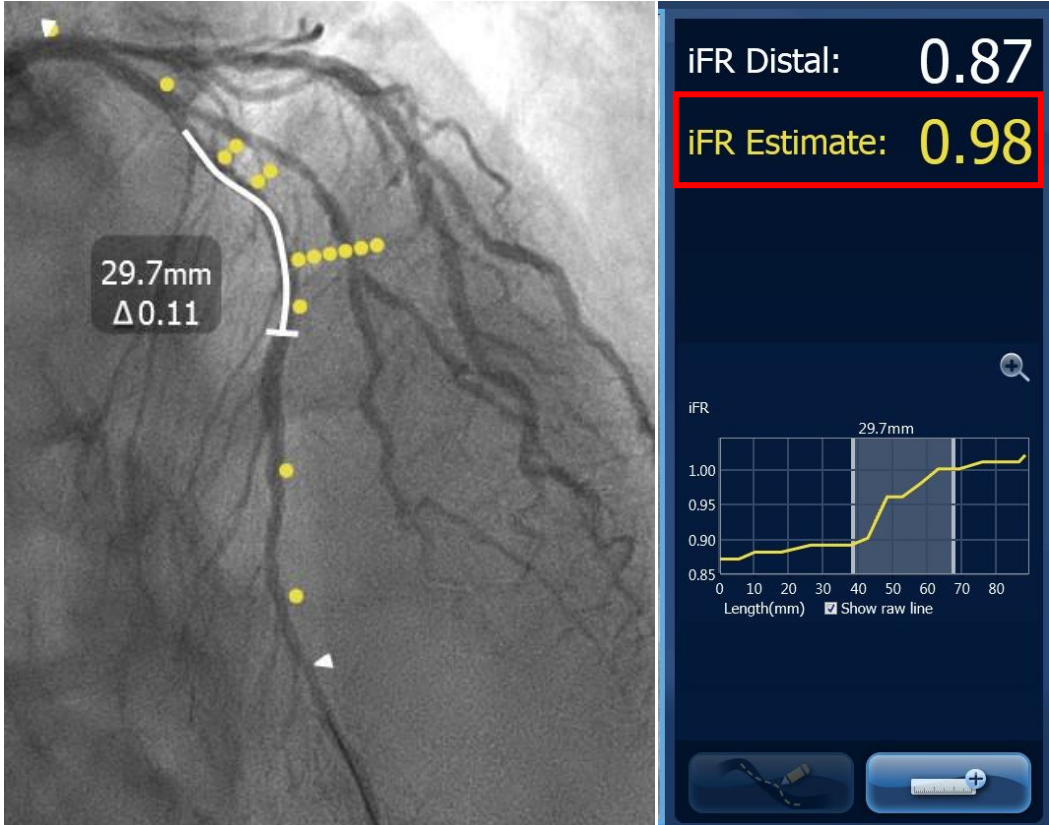 29.7mm
Δ0.11
iFR Distal: 0.87
iFR Estimate: 0.98
iFR
29.7mm
1.00
0.95
0.90
0.85
0 10 20 30 40 50 60 70 80
Length(mm) Show raw line